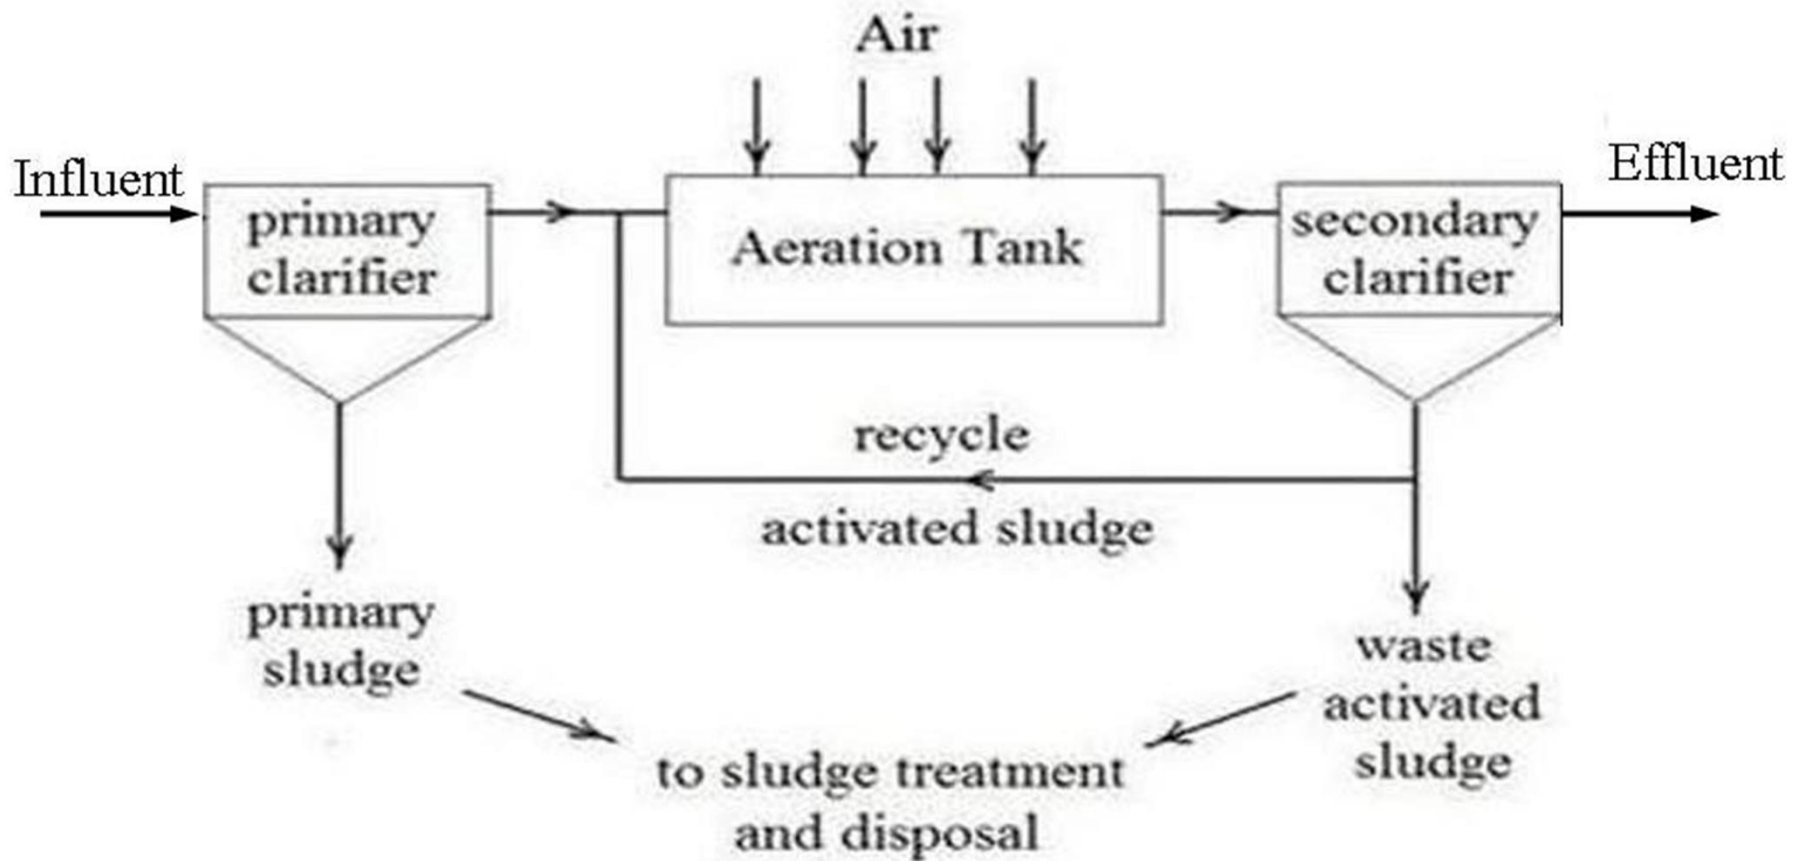 Air
Influent
Effluent
primary
clarifier
Aeration Tank
secondary
clarifier
recycle
activated sludge
primary
sludge
waste
activated
sludge
to sludge treatment
and disposal